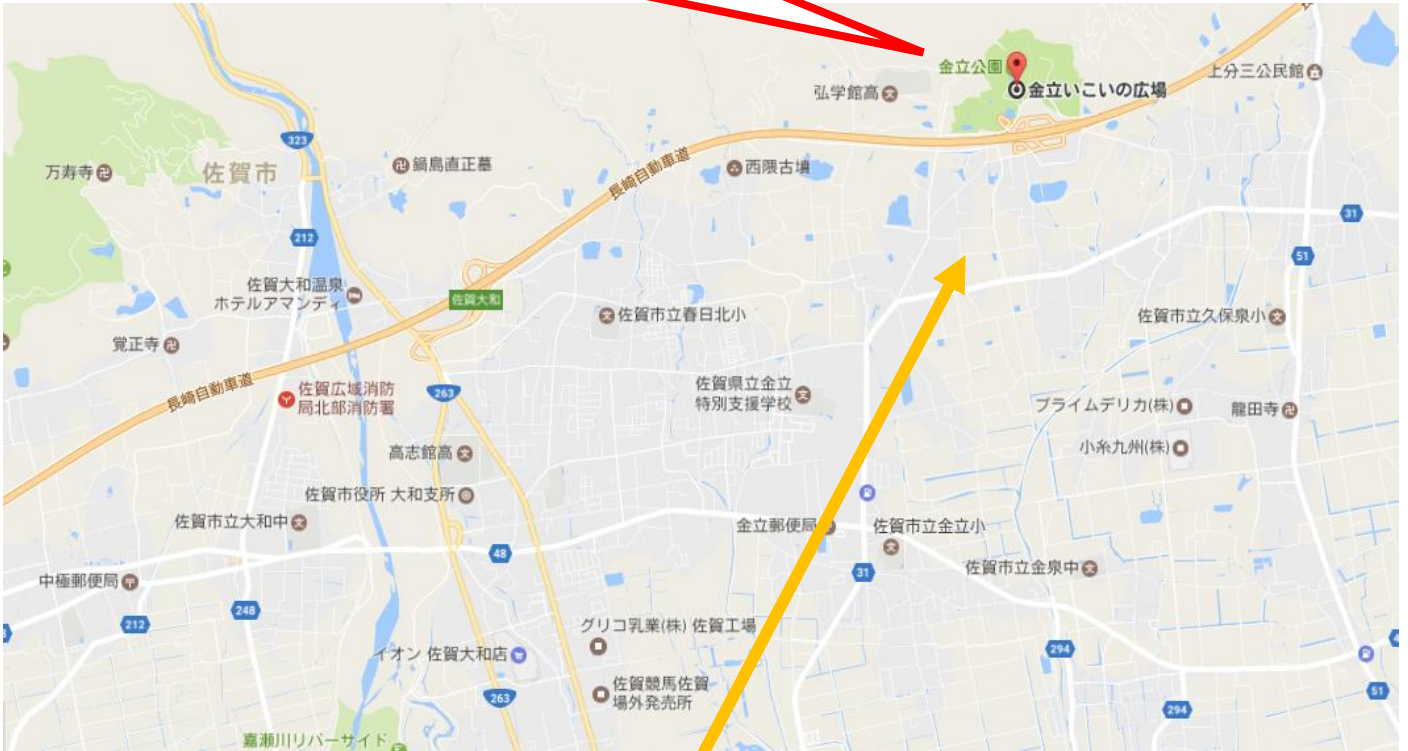 金立公園
金立いこいの広場
上分三公民館
弘学館高
323
万寿寺
佐賀市
鍋島直正墓
長崎自動車道
西隈古墳
31
212
51
佐賀大和温泉
ホテルアマンディ
佐賀大和
佐賀市立春日北小
佐賀市立久保泉小
覚正寺
長崎自動車道
佐賀広域消防
局北部消防署
263
佐賀県立金立
特別支援学校
プライムデリカ(株)
龍田寺
小糸九州(株)
高志館高
佐賀市役所 大和支所
佐賀市立大和中
金立郵便局
佐賀市立金立小
48
中極郵便局
31
佐賀市立金泉中
248
212
グリコ乳業(株) 佐賀工場
イオン 佐賀大和店
294
佐賀競馬佐賀
場外発売所
263
51
294
嘉瀬川リバーサイド